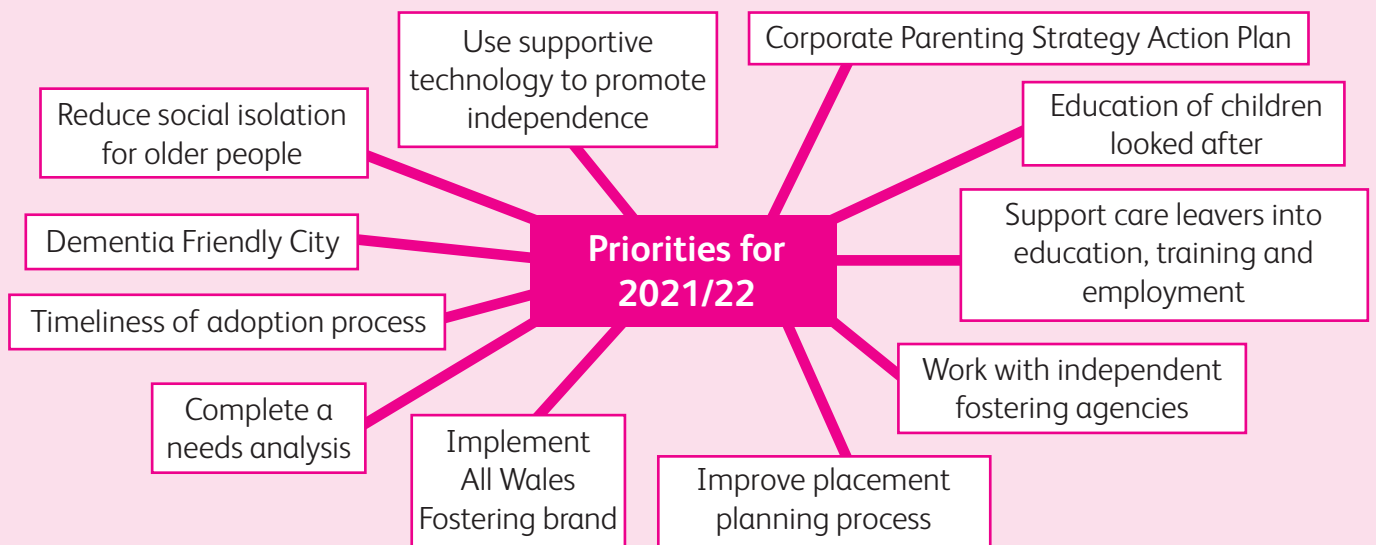 Priorities for
2021/22
Use supportive
technology to promote
independence
Corporate Parenting Strategy Action Plan
Education of children
looked after
Support care leavers into
education, training and
employment
Work with independent
fostering agencies
Improve placement
planning process
Implement
All Wales
Fostering brand
Complete a
needs analysis
Timeliness of adoption process
Dementia Friendly City
Reduce social isolation
for older people